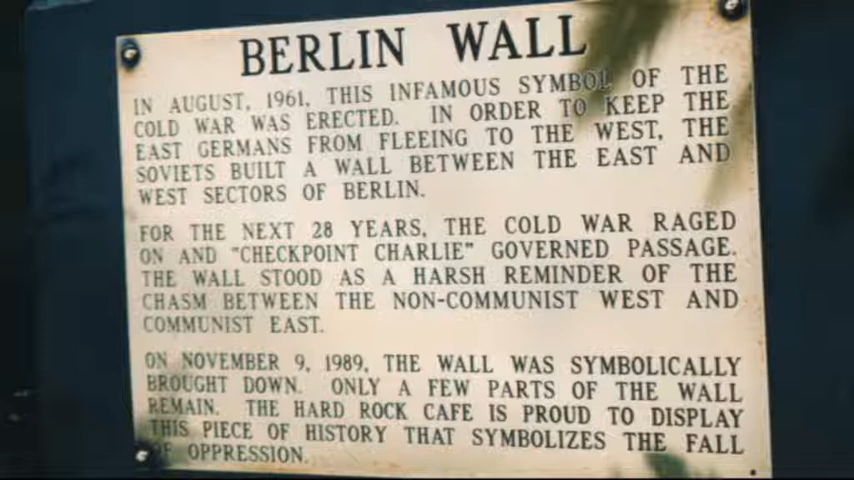 BERLIN WALL
IN AUGUST, 1961, THIS INFAMOUS SYMBOL OF THE
COLD WAR WAS ERECTED. IN ORDER TO KEEP THE
EAST GERMANS FROM FLEEING TO THE WEST, THE
SOVIETS BUILT A WALL BETWEEN THE EAST AND
WEST SECTORS OF BERLIN.
FOR THE NEXT 28 YEARS, THE COLD WAR RAGED
ON AND "CHECKPOINT CHARLIE" GOVERNED PASSAGE.
THE WALL STOOD AS A HARSH REMINDER OF THE
CHASM BETWEEN THE NON-COMMUNIST WEST AND
COMMUNIST EAST.
ON NOVEMBER 9, 1989, THE WALL WAS SYMBOLICALLY
BROUGHT DOWN. ONLY A FEW PARTS OF THE WALL
REMAIN. THE HARD ROCK CAFE IS PROUD TO DISPLAY
THIS PIECE OF HISTORY THAT SYMBOLIZES THE FALL
OF OPPRESSION.